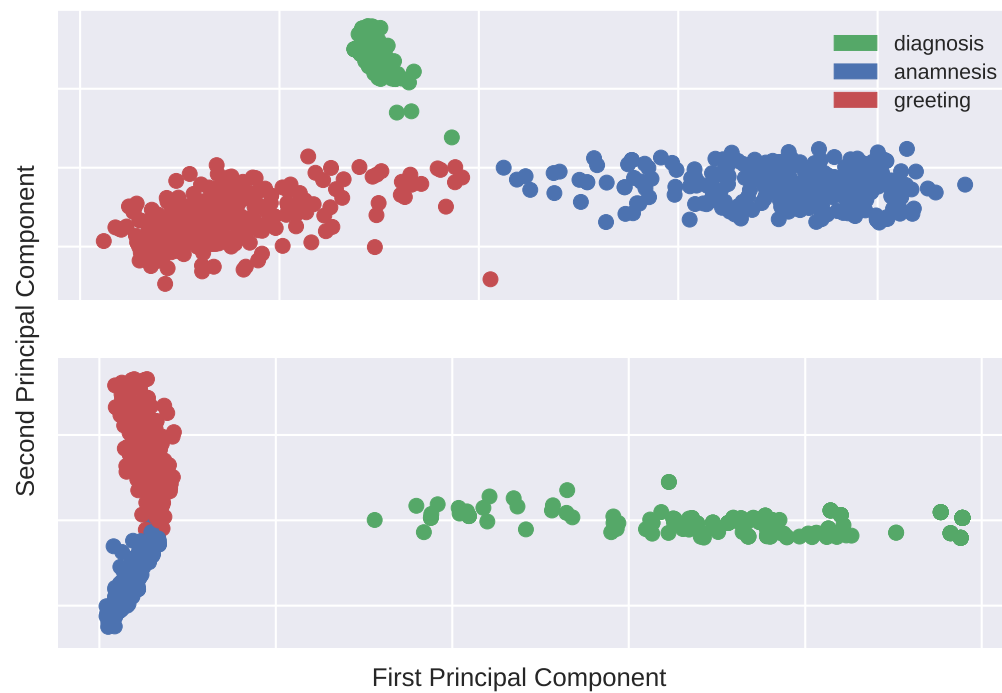 diagnosis
anamnesis
greeting
Second Principal Component
First Principal Component